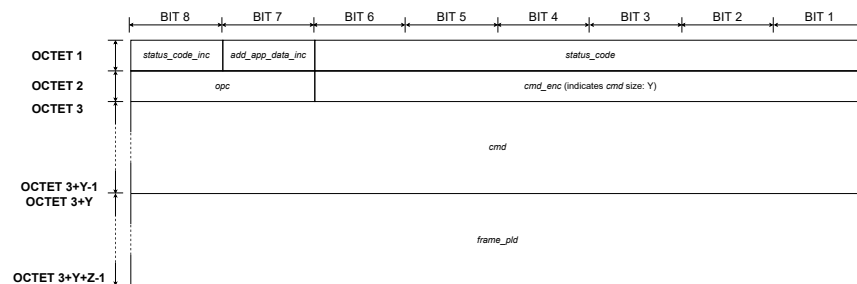 BIT 8 BIT 7 BIT 6 BIT 5 BIT 4 BIT 3 BIT 2 BIT 1
OCTET 1 status_code_inc add_app_data_inc status_code
OCTET 2 opc cmd_enc (indicates cmd size: Y)
OCTET 3
cmd
OCTET 3+Y-1
OCTET 3+Y
frame_pld
OCTET 3+Y+Z-1